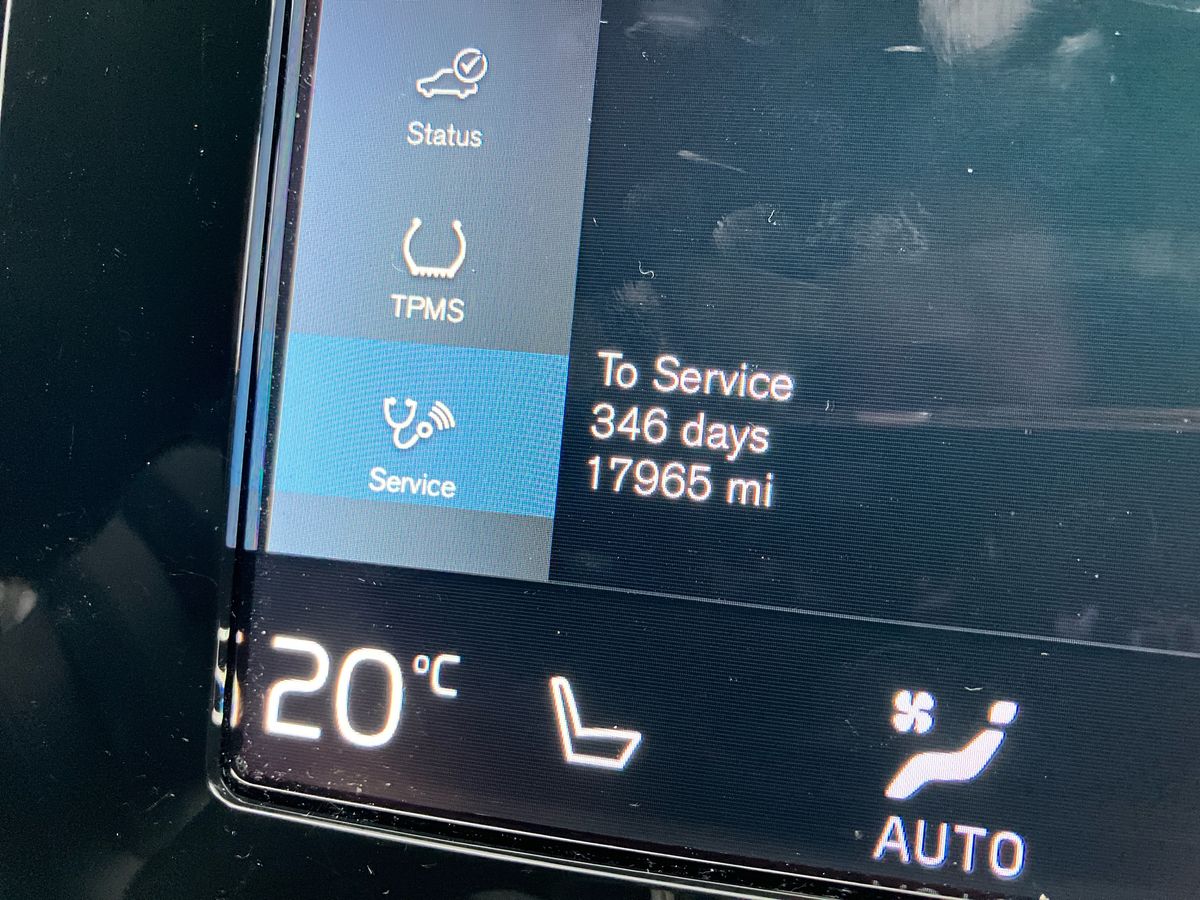 Status
TPMS
Service
To Service
346 days
17965 mi
20 °C
AUTO